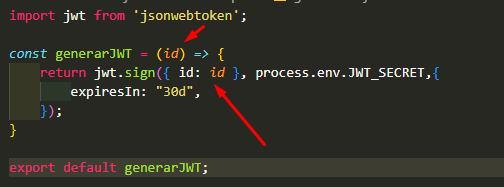 import jwt from 'jsonwebtoken';
const generarJWT = (id) => {
return jwt.sign({ id: id }, process.env.JWT_SECRET,{
expiresIn: "30d",
});
}
export default generarJWT;